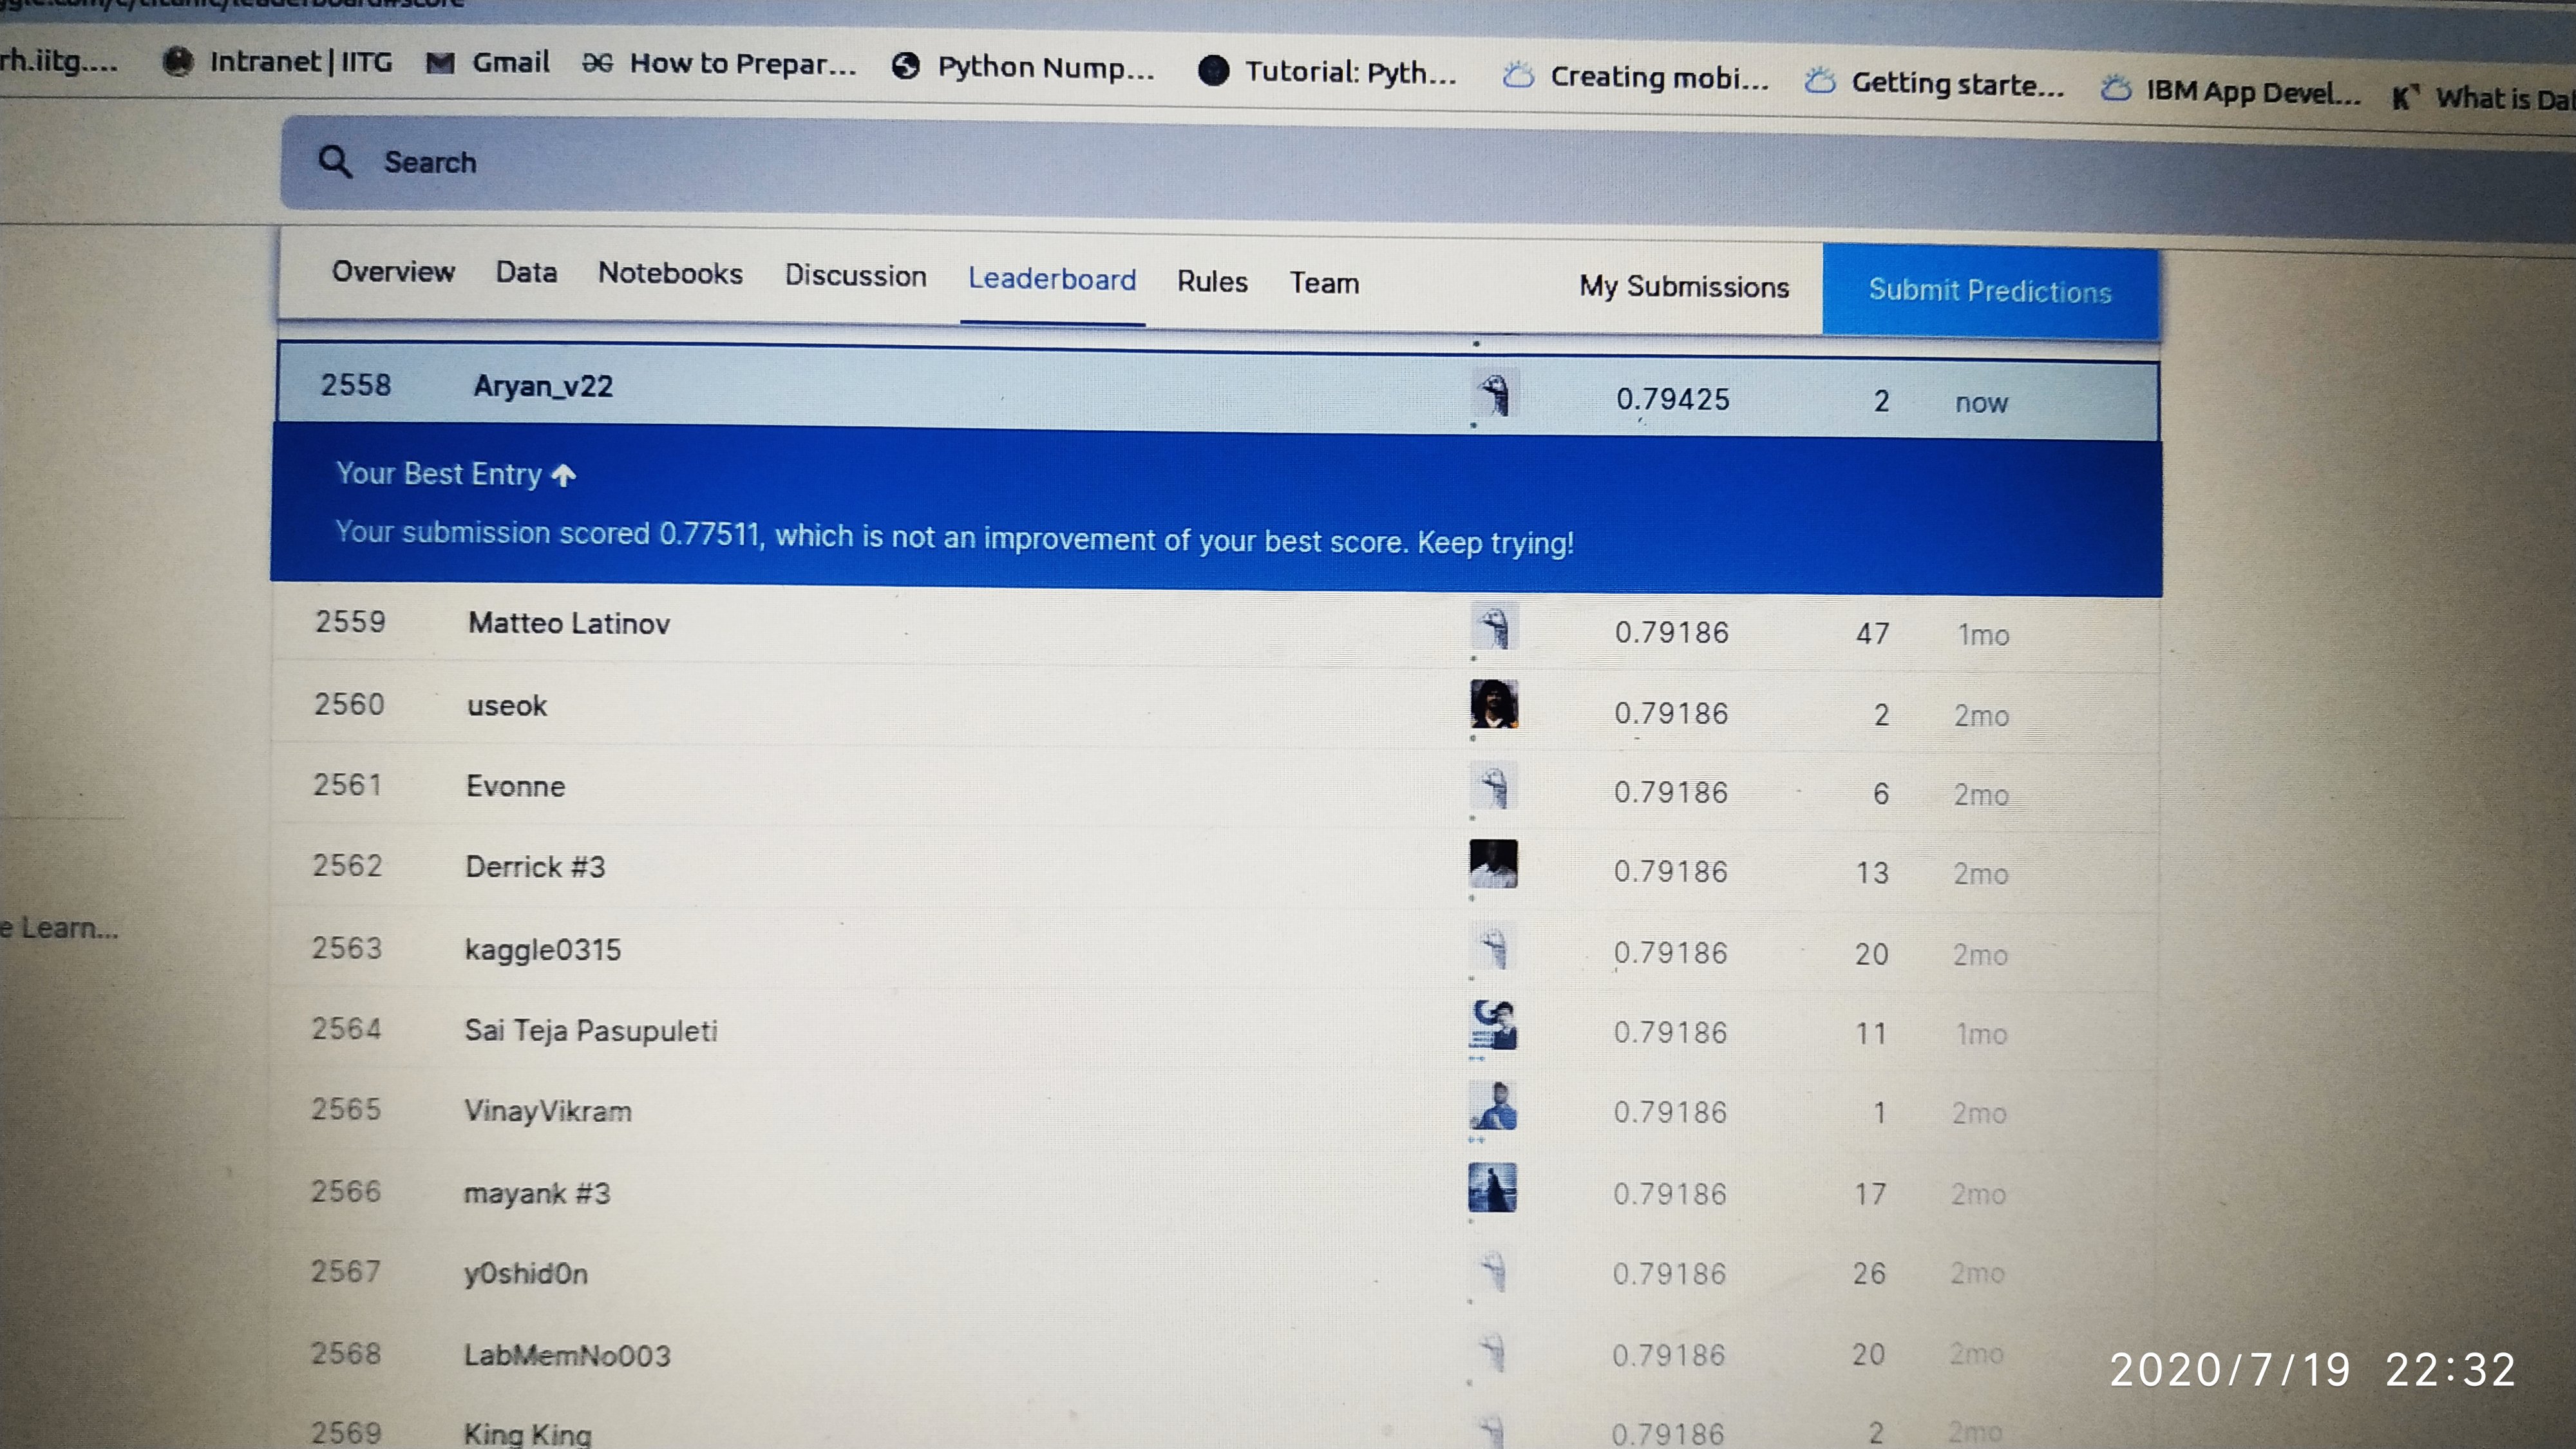 rh.iitg.... Intranet | IITG Gmail How to Prepar... Python Nump... Tutorial: Pyth... Creating mobi... Getting starte... IBM App Devel... What is Da
Search
Overview Data Notebooks Discussion Leaderboard Rules Team My Submissions Submit Predictions
2558 Aryan_v22 0.79425 2 now
Your Best Entry
Your submission scored 0.77511, which is not an improvement of your best score. Keep trying!
2559 Matteo Latinov 0.79186 47 1mo
2560 useok 0.79186 2 2mo
2561 Evonne 0.79186 6 2mo
2562 Derrick #3 0.79186 13 2mo
e Learn...
2563 kaggle0315 0.79186 20 2mo
2564 Sai Teja Pasupuleti 0.79186 11 1mo
2565 VinayVikram 0.79186 1 2mo
2566 mayank #3 0.79186 17 2mo
2567 y0shid0n 0.79186 26 2mo
2568 LabMemNo003 0.79186 20 2mo
2569 King King 0.79186 2 2mo
2020/7/19 22:32